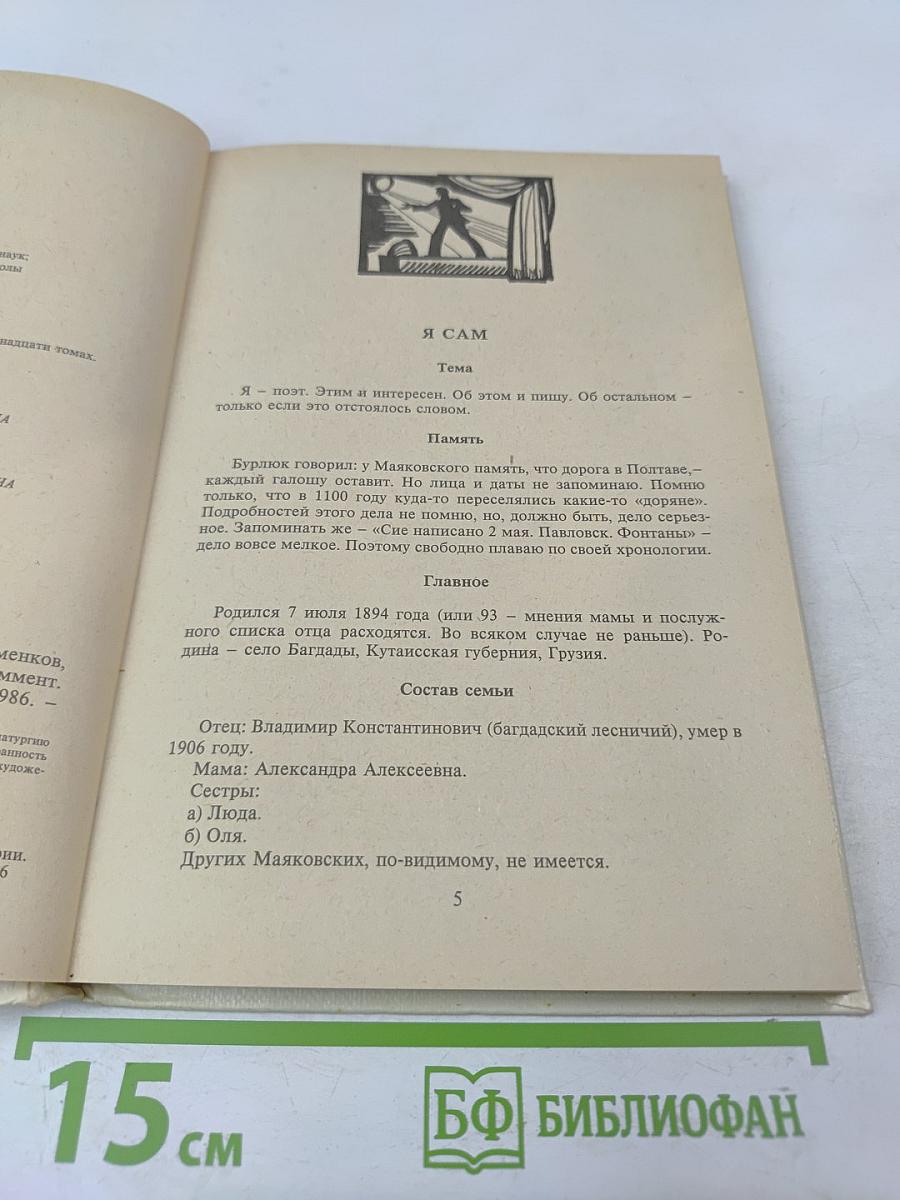 наук;
надцати томах.
НА
менков,
986. –
Я САМ
Тема
Я – поэт. Этим и интересен. Об этом и пишу. Об остальном –
только если это отстоялось словом.
Память
Бурлюк говорил: у Маяковского память, что дорога в Полтаве,–
каждый галошу оставит. Но лица и даты не запоминаю. Помню
только, что в 1100 году куда-то переселялись какие-то «доряне».
Подробностей этого дела не помню, но, должно быть, дело серьез-
ное. Запоминать же – «Сие написано 2 мая. Павловск. Фонтаны» –
дело вовсе мелкое. Поэтому свободно плаваю по своей хронологии.
Главное
Родился 7 июля 1894 года (или 93 – мнения мамы и послуж-
ного списка отца расходятся. Во всяком случае не раньше). Ро-
дина – село Багдады, Кутаисская губерния, Грузия.
Состав семьи
Отец: Владимир Константинович (багдадский лесничий), умер в
1906 году.
Мама: Александра Алексеевна.
Сестры:
а) Люда.
б) Оля.
Других Маяковских, по-видимому, не имеется.
5
15 см
БФ БИБЛИОФАН